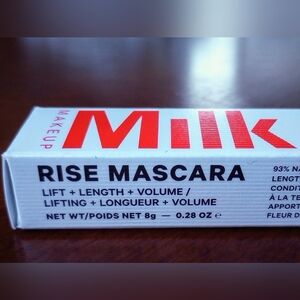 MAKEUP
Milk
RISE MASCARA
LIFT + LENGTH + VOLUME /
LIFTING + LONGUEUR + VOLUME
NET WT/POIDS NET 8g — 0.28 OZ ℮
93% NA
LENGT
CONDIT
À LA TE
APPORT
FLEUR D